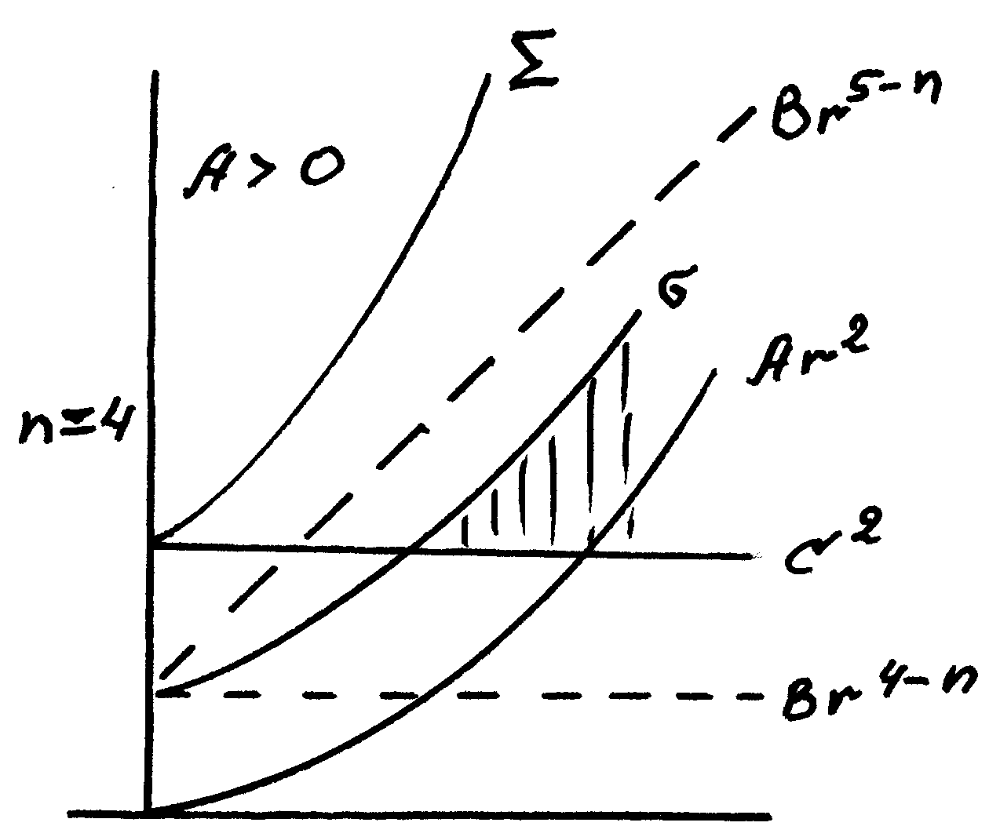 Σ
Br⁵⁻ⁿ
A > 0
σ
Ar²
n=4
c²
Br⁴⁻ⁿ